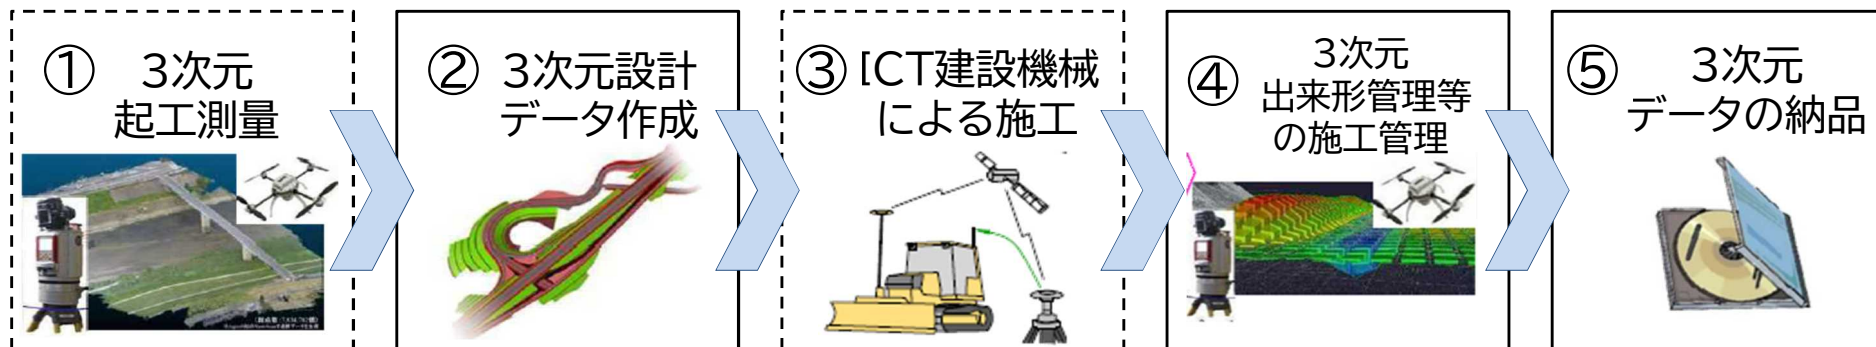 ① 3次元
起工測量
② 3次元設計
データ作成
③ ICT建設機械
による施工
④ 3次元
出来形管理等
の施工管理
⑤ 3次元
データの納品